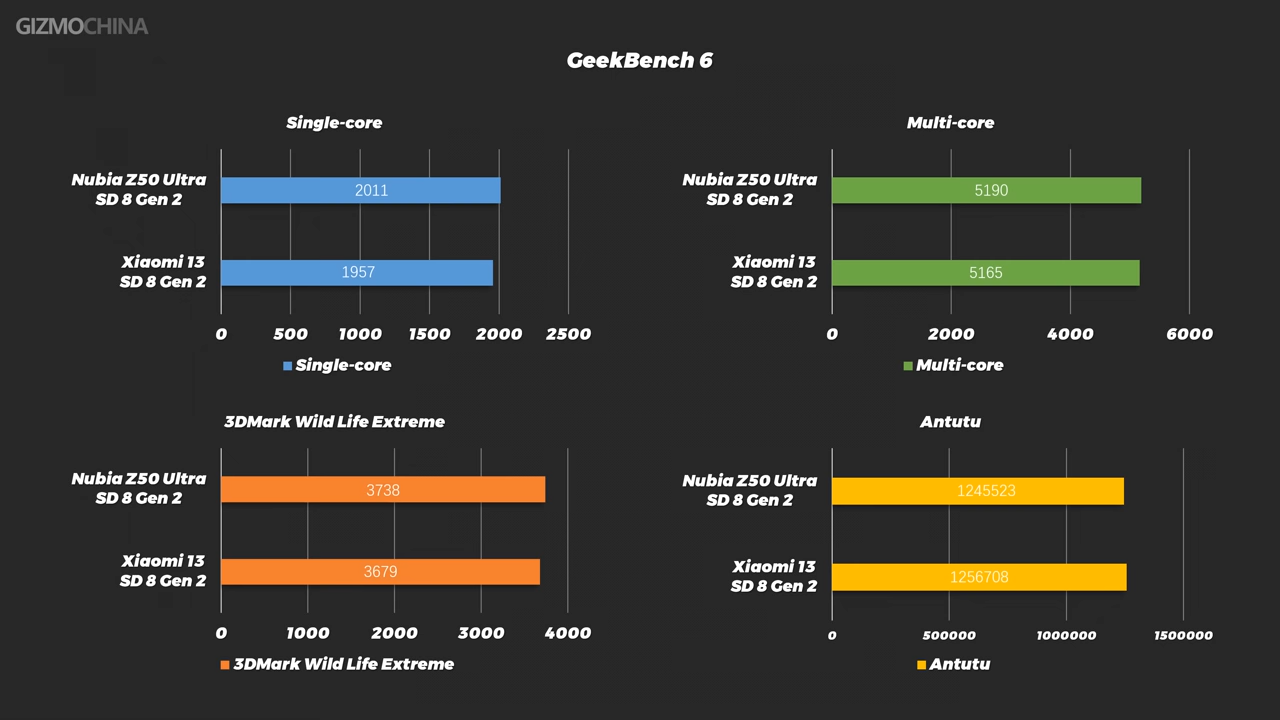 GIZMOCHINA
GeekBench 6
Single-core
Nubia Z50 Ultra
SD 8 Gen 2
2011
Xiaomi 13
SD 8 Gen 2
1957
0 500 1000 1500 2000 2500
Single-core
Multi-core
Nubia Z50 Ultra
SD 8 Gen 2
5190
Xiaomi 13
SD 8 Gen 2
5165
0 2000 4000 6000
Multi-core
3DMark Wild Life Extreme
Nubia Z50 Ultra
SD 8 Gen 2
3738
Xiaomi 13
SD 8 Gen 2
3679
0 1000 2000 3000 4000
3DMark Wild Life Extreme
Antutu
Nubia Z50 Ultra
SD 8 Gen 2
1245523
Xiaomi 13
SD 8 Gen 2
1256708
0 500000 1000000 1500000
Antutu